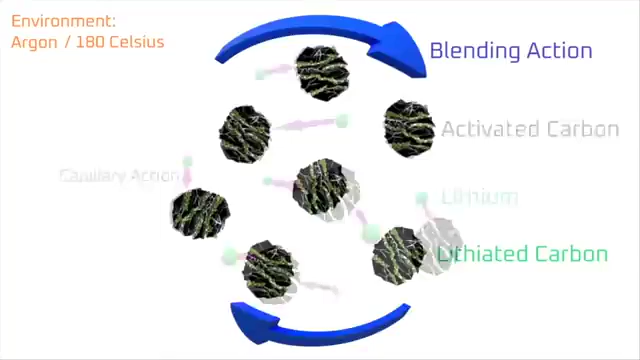 Environment:
Argon / 180 Celsius
Blending Action
Activated Carbon
Capillary Action
Lithium
Lithiated Carbon